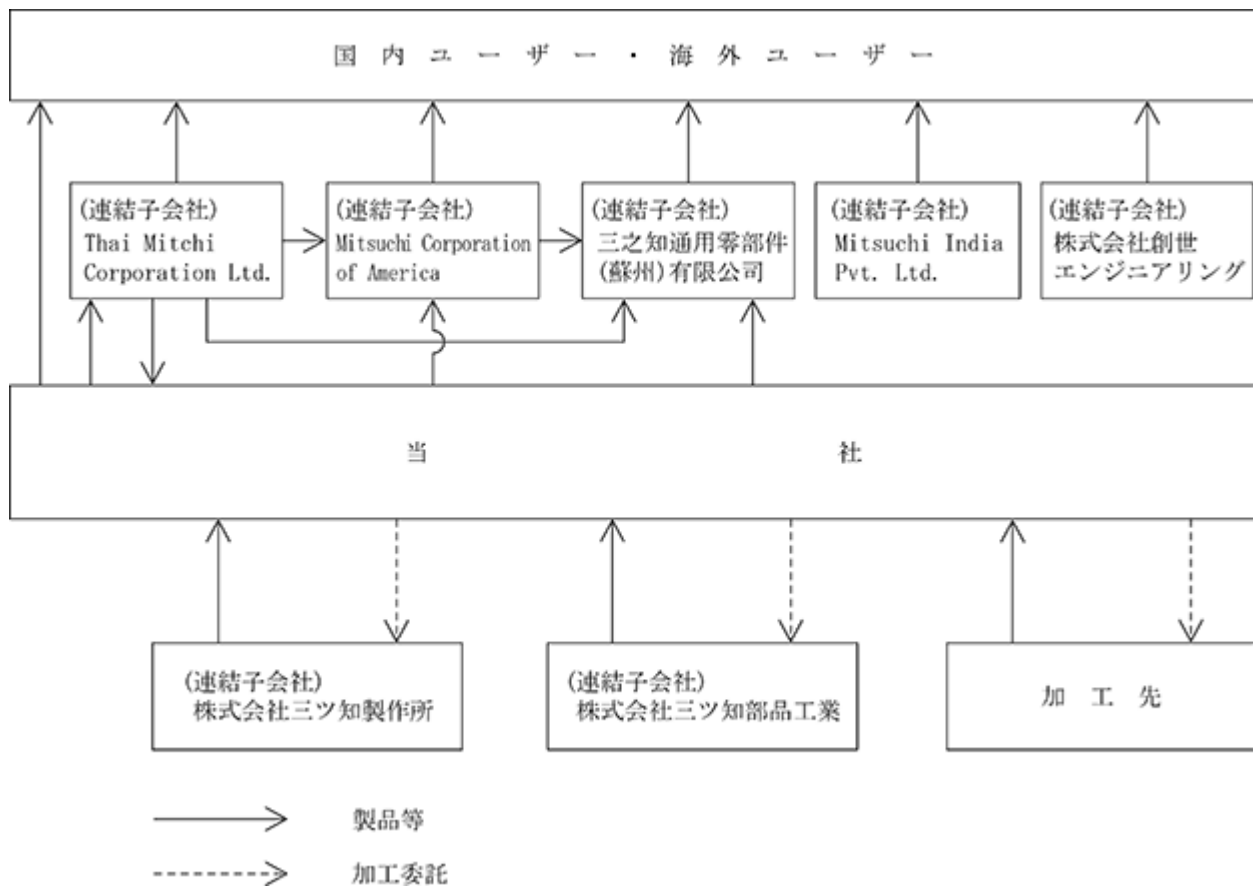 国内ユーザー・海外ユーザー
(連結子会社)
Thai Mitchi
Corporation Ltd.
(連結子会社)
Mitsuchi Corporation
of America
(連結子会社)
三之知通用零部件
(蘇州)有限公司
(連結子会社)
Mitsuchi India
Pvt. Ltd.
(連結子会社)
株式会社創世
エンジニアリング
当社
(連結子会社)
株式会社三ツ知製作所
(連結子会社)
株式会社三ツ知部品工業
加工先
製品等
加工委託